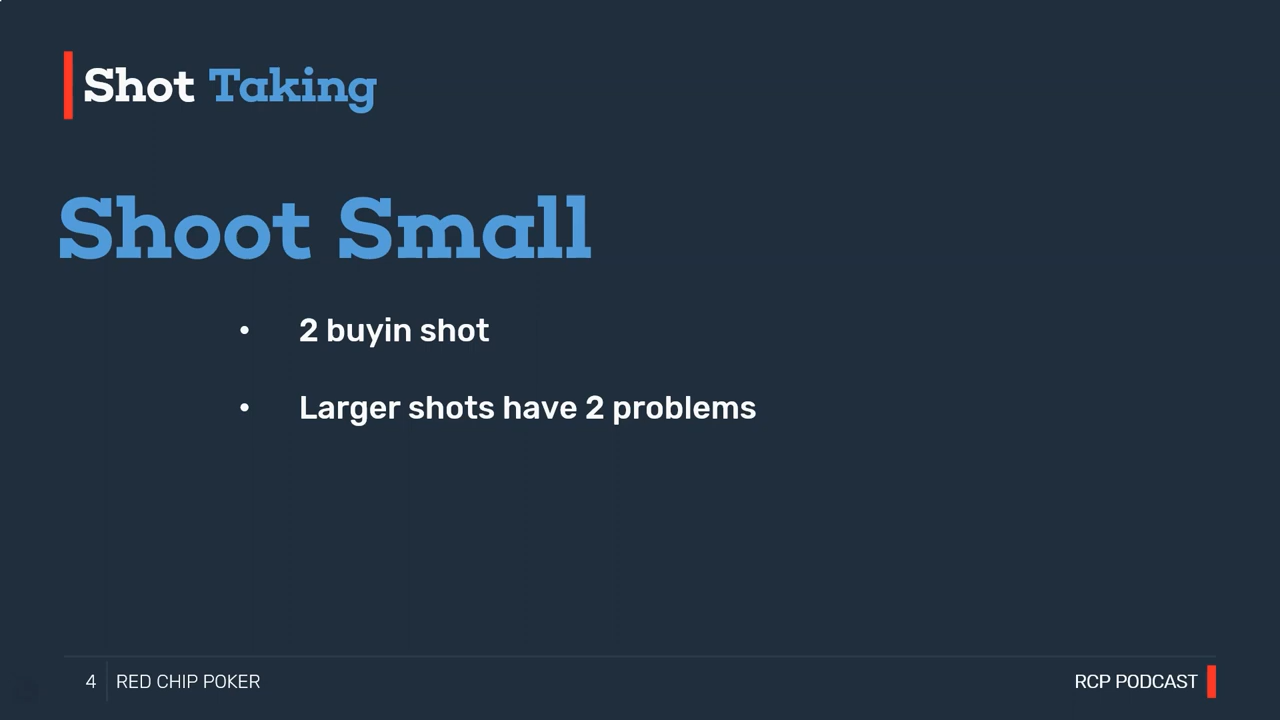 Shot Taking
Shoot Small
• 2 buyin shot
• Larger shots have 2 problems
4 RED CHIP POKER
RCP PODCAST